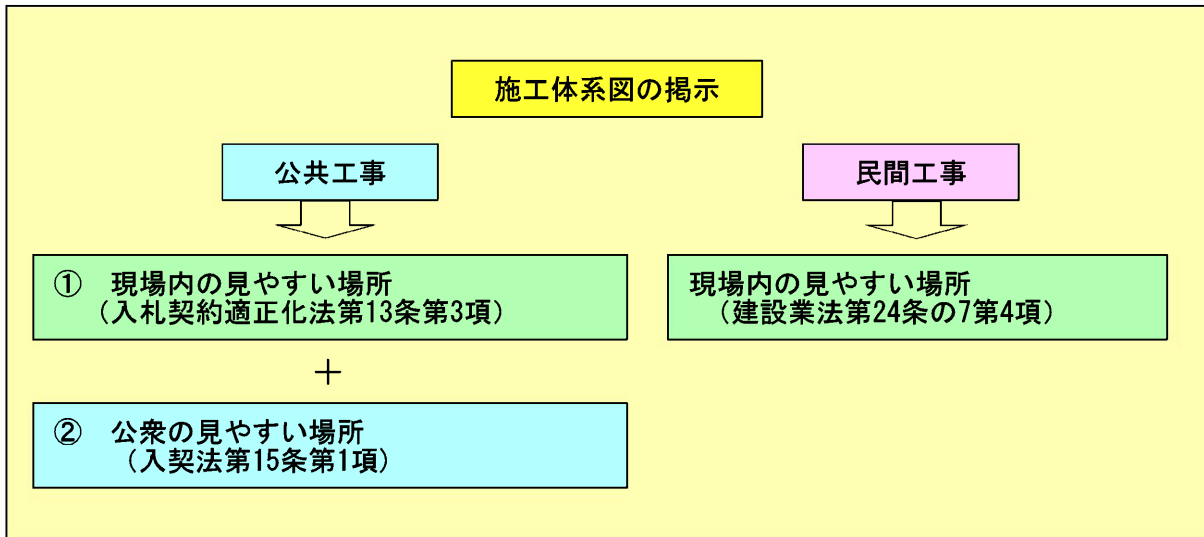 施工体系図の掲示
公共工事
① 現場内の見やすい場所
(入札契約適正化法第13条第3項)
+
② 公衆の見やすい場所
(入契法第15条第1項)
民間工事
現場内の見やすい場所
(建設業法第24条の7第4項)